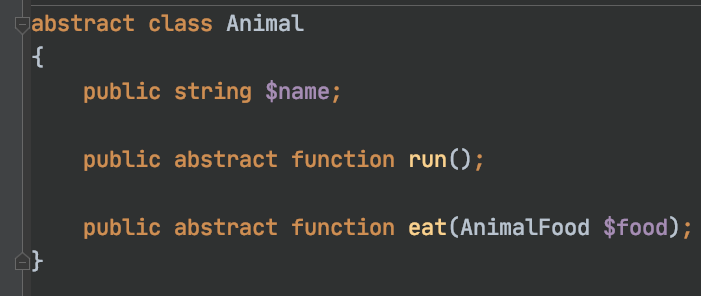 abstract class Animal
{
public string $name;
public abstract function run();
public abstract function eat(AnimalFood $food);
}